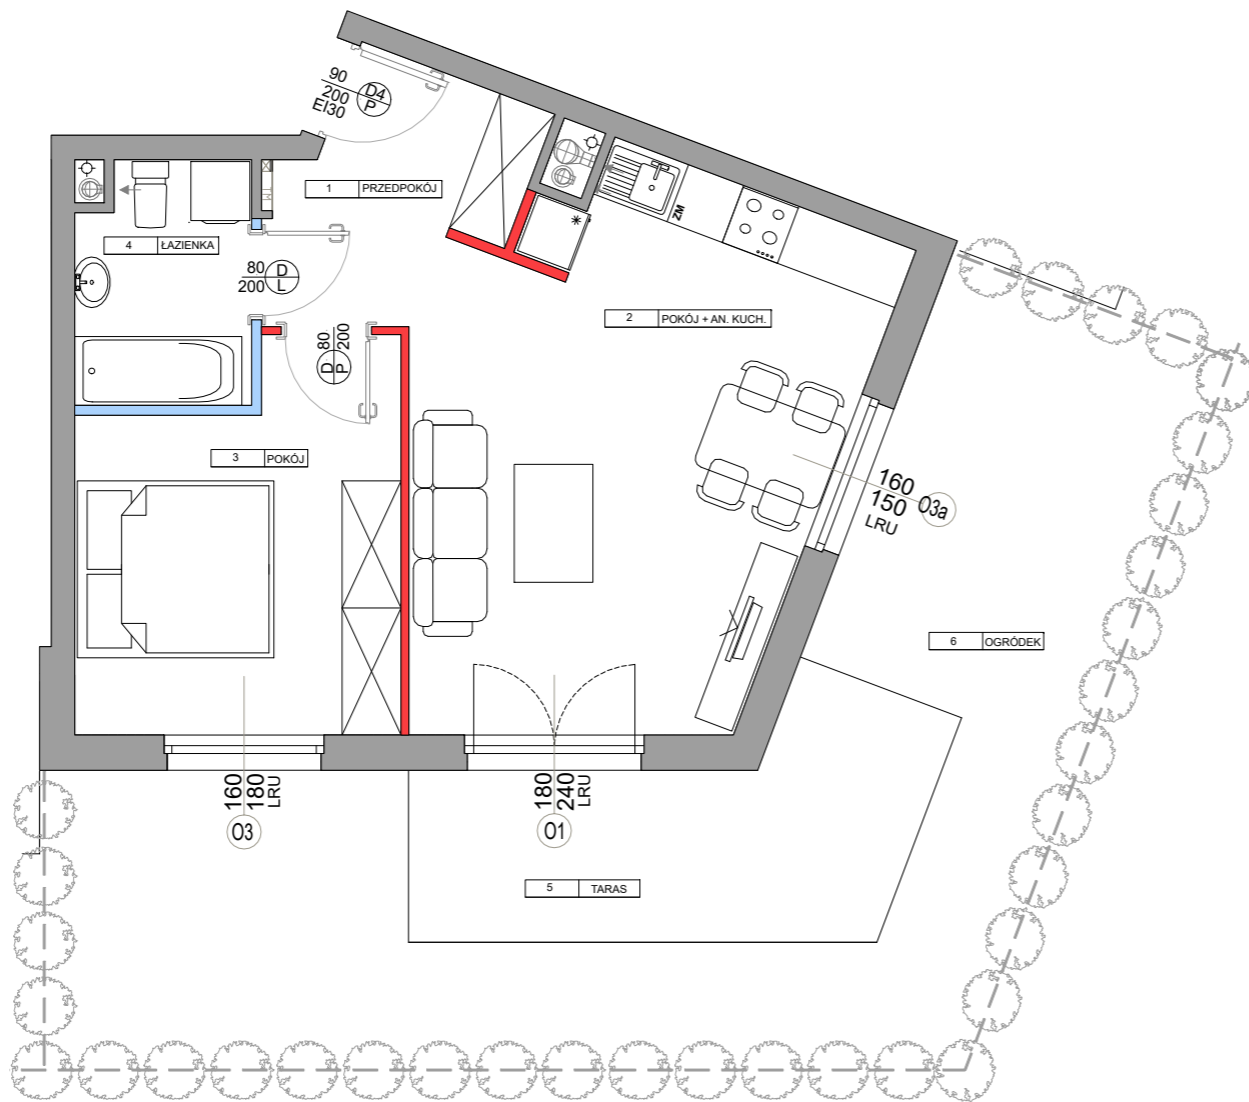 90
200
EI30
D4
P
1 PRZEDPOKÓJ
4 ŁAZIENKA
80
200
D
L
ZM
2 POKÓJ + AN. KUCH.
80
200
D
P
3 POKÓJ
160
150
LRU
O3a
6 OGRÓDEK
160
180
LRU
O3
180
240
LRU
O1
5 TARAS